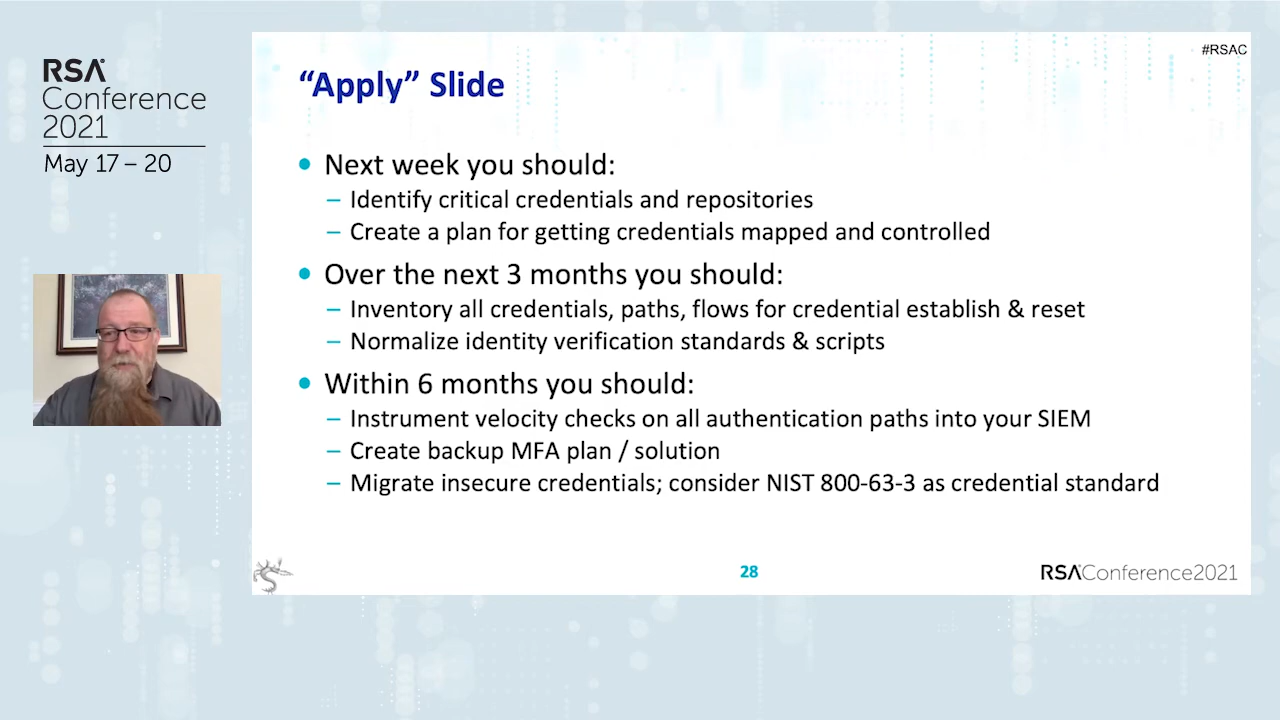 RSA
Conference
2021
May 17 – 20
#RSAC
“Apply” Slide
• Next week you should:
– Identify critical credentials and repositories
– Create a plan for getting credentials mapped and controlled
• Over the next 3 months you should:
– Inventory all credentials, paths, flows for credential establish & reset
– Normalize identity verification standards & scripts
• Within 6 months you should:
– Instrument velocity checks on all authentication paths into your SIEM
– Create backup MFA plan / solution
– Migrate insecure credentials; consider NIST 800-63-3 as credential standard
28
RSAConference2021